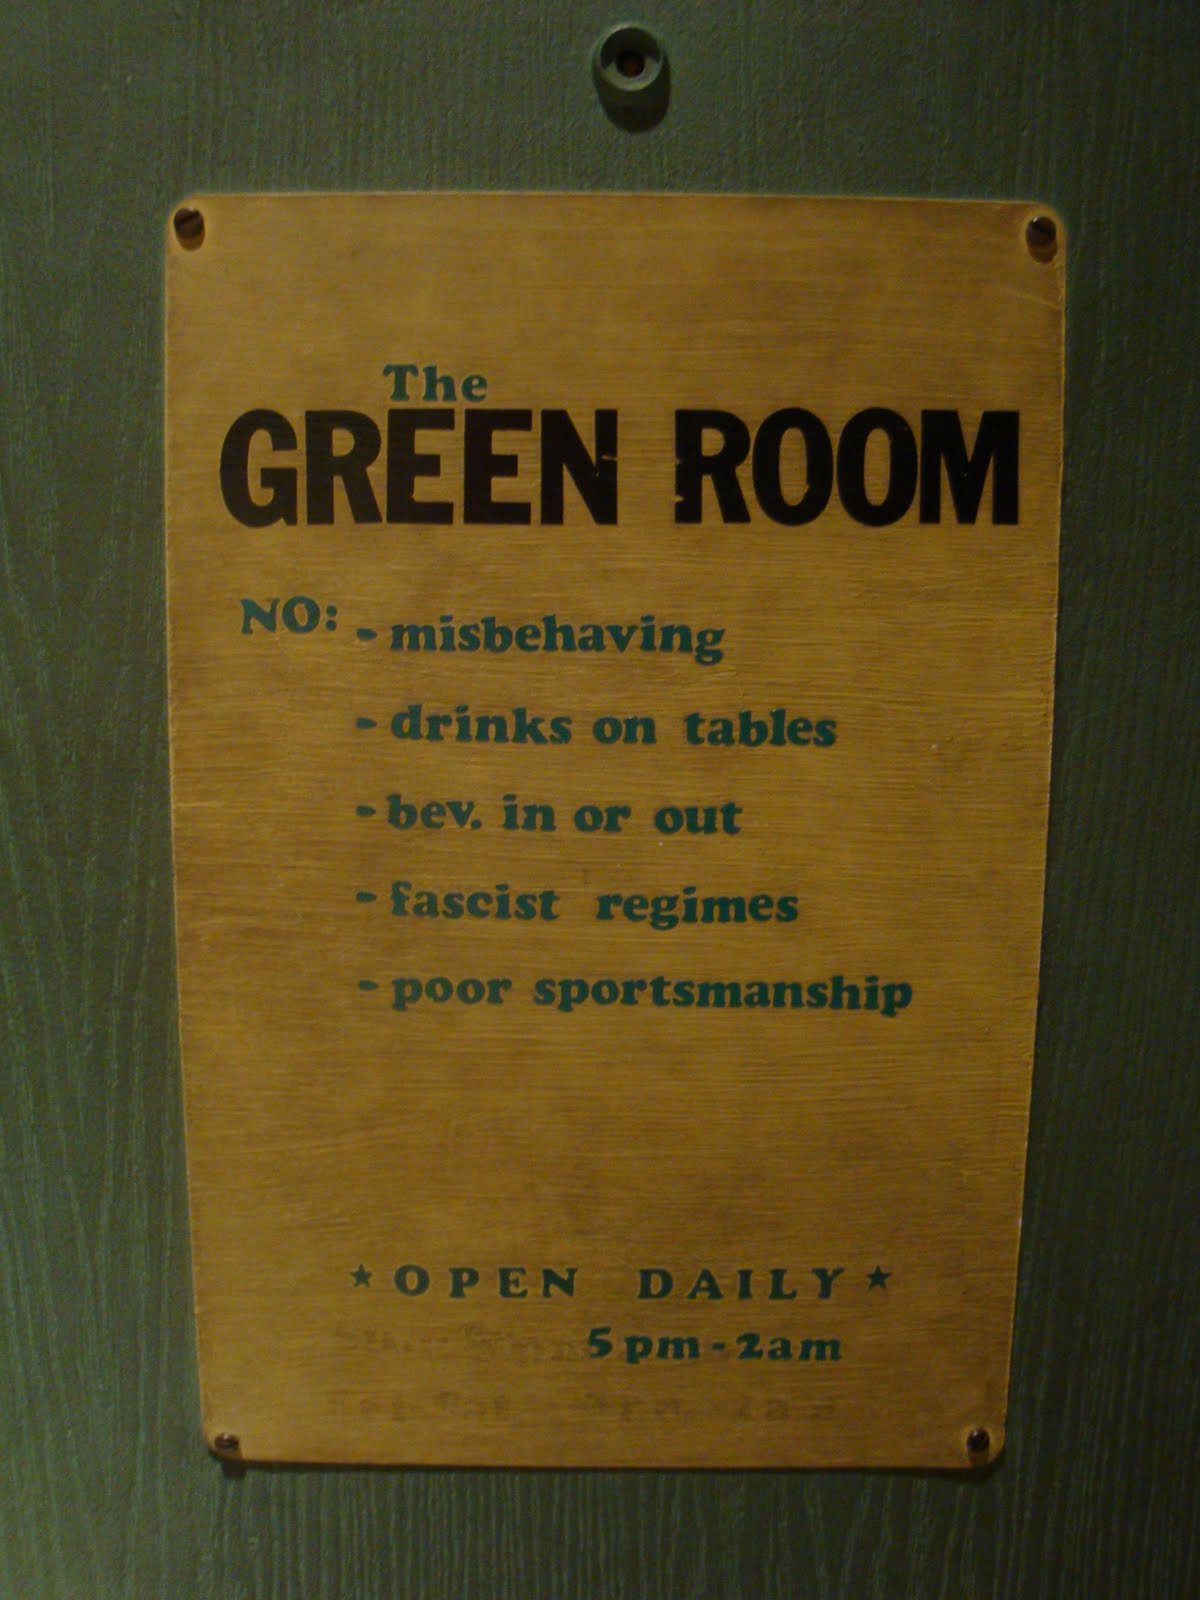 The
GREEN ROOM
NO: - misbehaving
- drinks on tables
- bev. in or out
- fascist regimes
- poor sportsmanship
★ OPEN DAILY ★
5pm - 2am